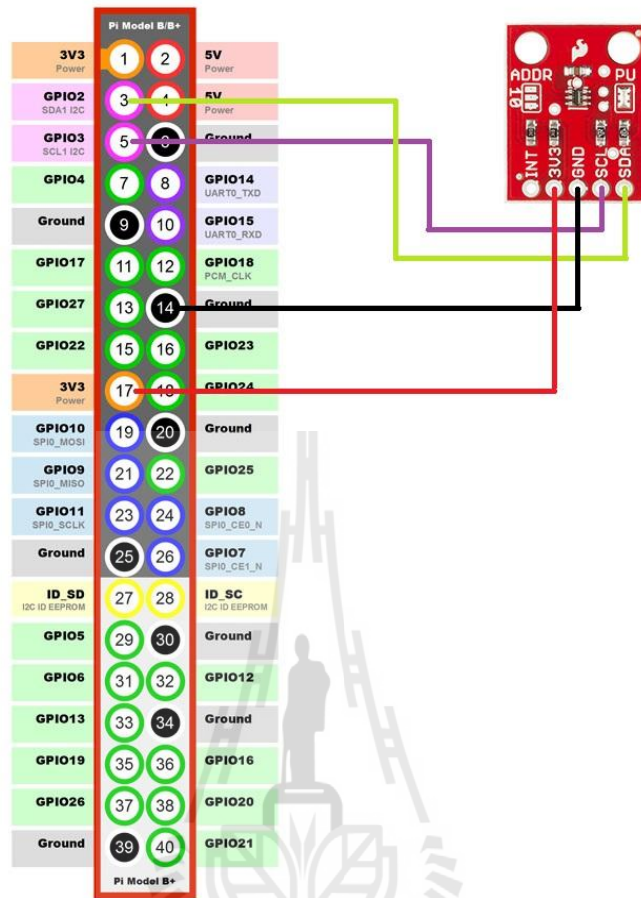 Pi Model B/B+
3V3 1 2 5V
Power Power
GPIO2 3 4 5V
SDA1 I2C Power
GPIO3 5 6 Ground
SCL1 I2C
GPIO4 7 8 GPIO14
UART0_TXD
Ground 9 10 GPIO15
UART0_RXD
GPIO17 11 12 GPIO18
PCM_CLK
GPIO27 13 14 Ground
GPIO22 15 16 GPIO23
3V3 17 18 GPIO24
Power
GPIO10 19 20 Ground
SPI0_MOSI
GPIO9 21 22 GPIO25
SPI0_MISO
GPIO11 23 24 GPIO8
SPI0_SCLK SPI0_CE0_N
Ground 25 26 GPIO7
SPI0_CE1_N
ID_SD 27 28 ID_SC
I2C ID EEPROM I2C ID EEPROM
GPIO5 29 30 Ground
GPIO6 31 32 GPIO12
GPIO13 33 34 Ground
GPIO19 35 36 GPIO16
GPIO26 37 38 GPIO20
Ground 39 40 GPIO21
Pi Model B+
ADDR PU
1 0
INT 3V3 GND SCL SDA